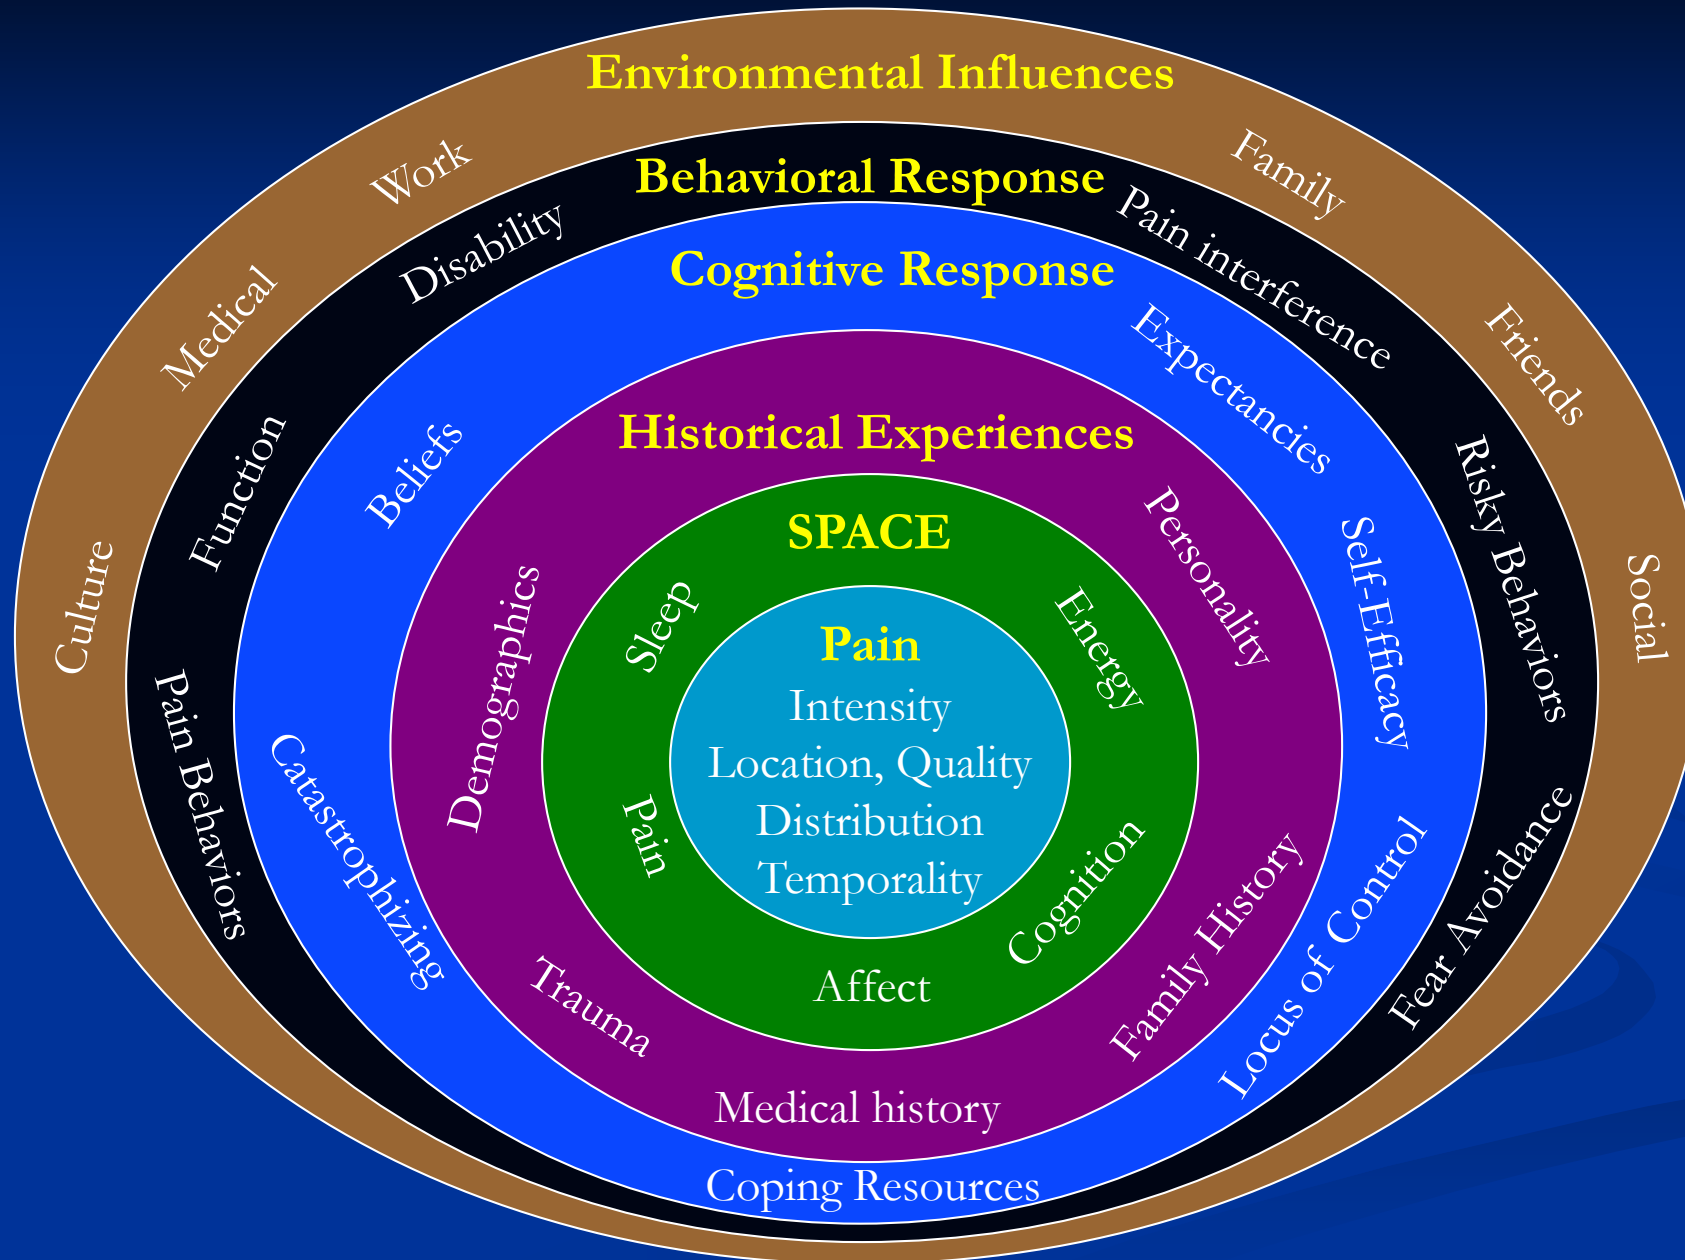 Environmental Influences
Work
Family
Medical
Friends
Culture
Social
Behavioral Response
Disability
Pain interference
Function
Risky Behaviors
Pain Behaviors
Fear Avoidance
Cognitive Response
Beliefs
Expectancies
Self-Efficacy
Catastrophizing
Locus of Control
Coping Resources
Historical Experiences
Personality
Demographics
Trauma
Family History
Medical history
SPACE
Sleep
Energy
Pain
Cognition
Affect
Pain
Intensity
Location, Quality
Distribution
Temporality